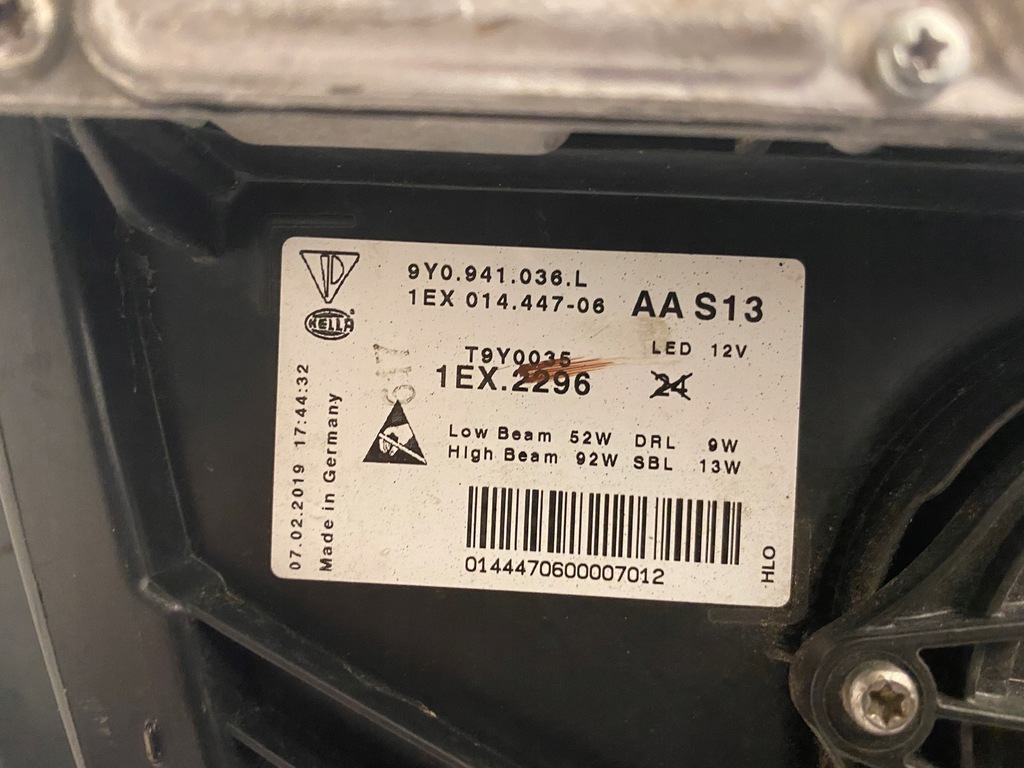 9Y0.941.036.L
1EX 014.447-06
AA S13
HELLA
T9Y0035
LED 12V
1EX.2296
24
617
Low Beam 52W DRL 9W
High Beam 92W SBL 13W
07.02.2019 17:44:32
Made in Germany
0144470600007012
HLO